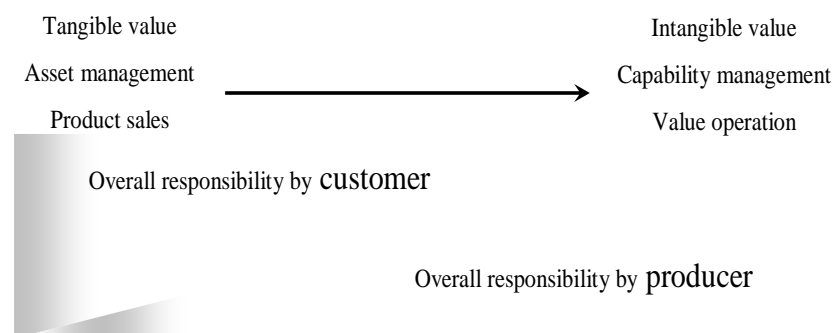 Tangible value
Intangible value
Asset management
Capability management
Product sales
Value operation
Overall responsibility by customer
Overall responsibility by producer